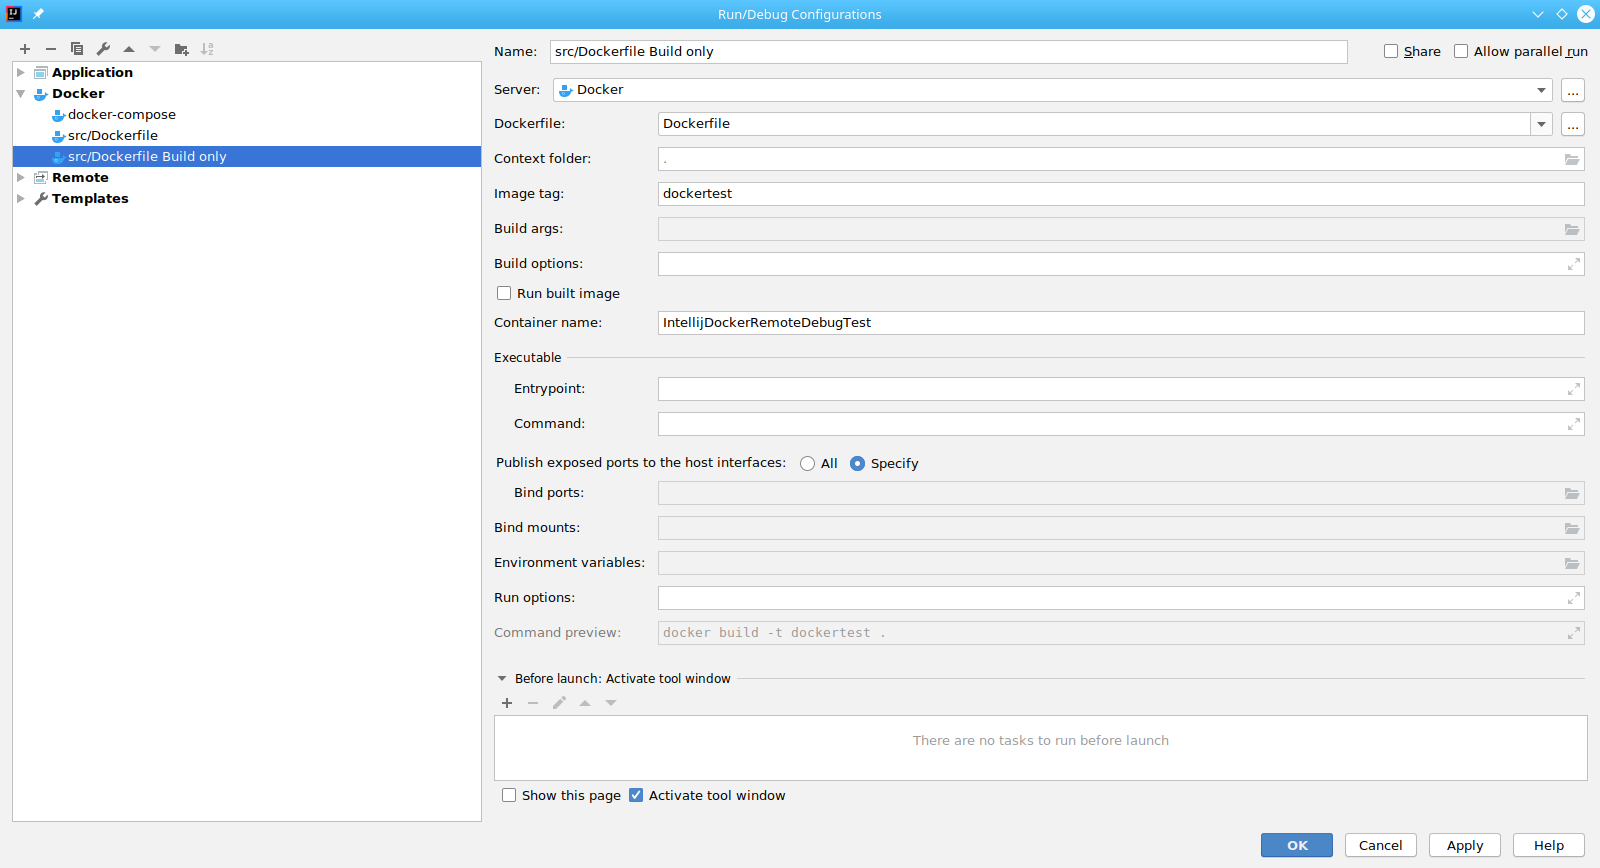 Run/Debug Configurations
Application
Docker
docker-compose
src/Dockerfile
src/Dockerfile Build only
Remote
Templates
Name: src/Dockerfile Build only Share Allow parallel run
Server: Docker ...
Dockerfile: Dockerfile ...
Context folder: .
Image tag: dockertest
Build args:
Build options:
Run built image
Container name: IntellijDockerRemoteDebugTest
Executable
Entrypoint:
Command:
Publish exposed ports to the host interfaces: All Specify
Bind ports:
Bind mounts:
Environment variables:
Run options:
Command preview: docker build -t dockertest .
Before launch: Activate tool window
There are no tasks to run before launch
Show this page Activate tool window
OK Cancel Apply Help